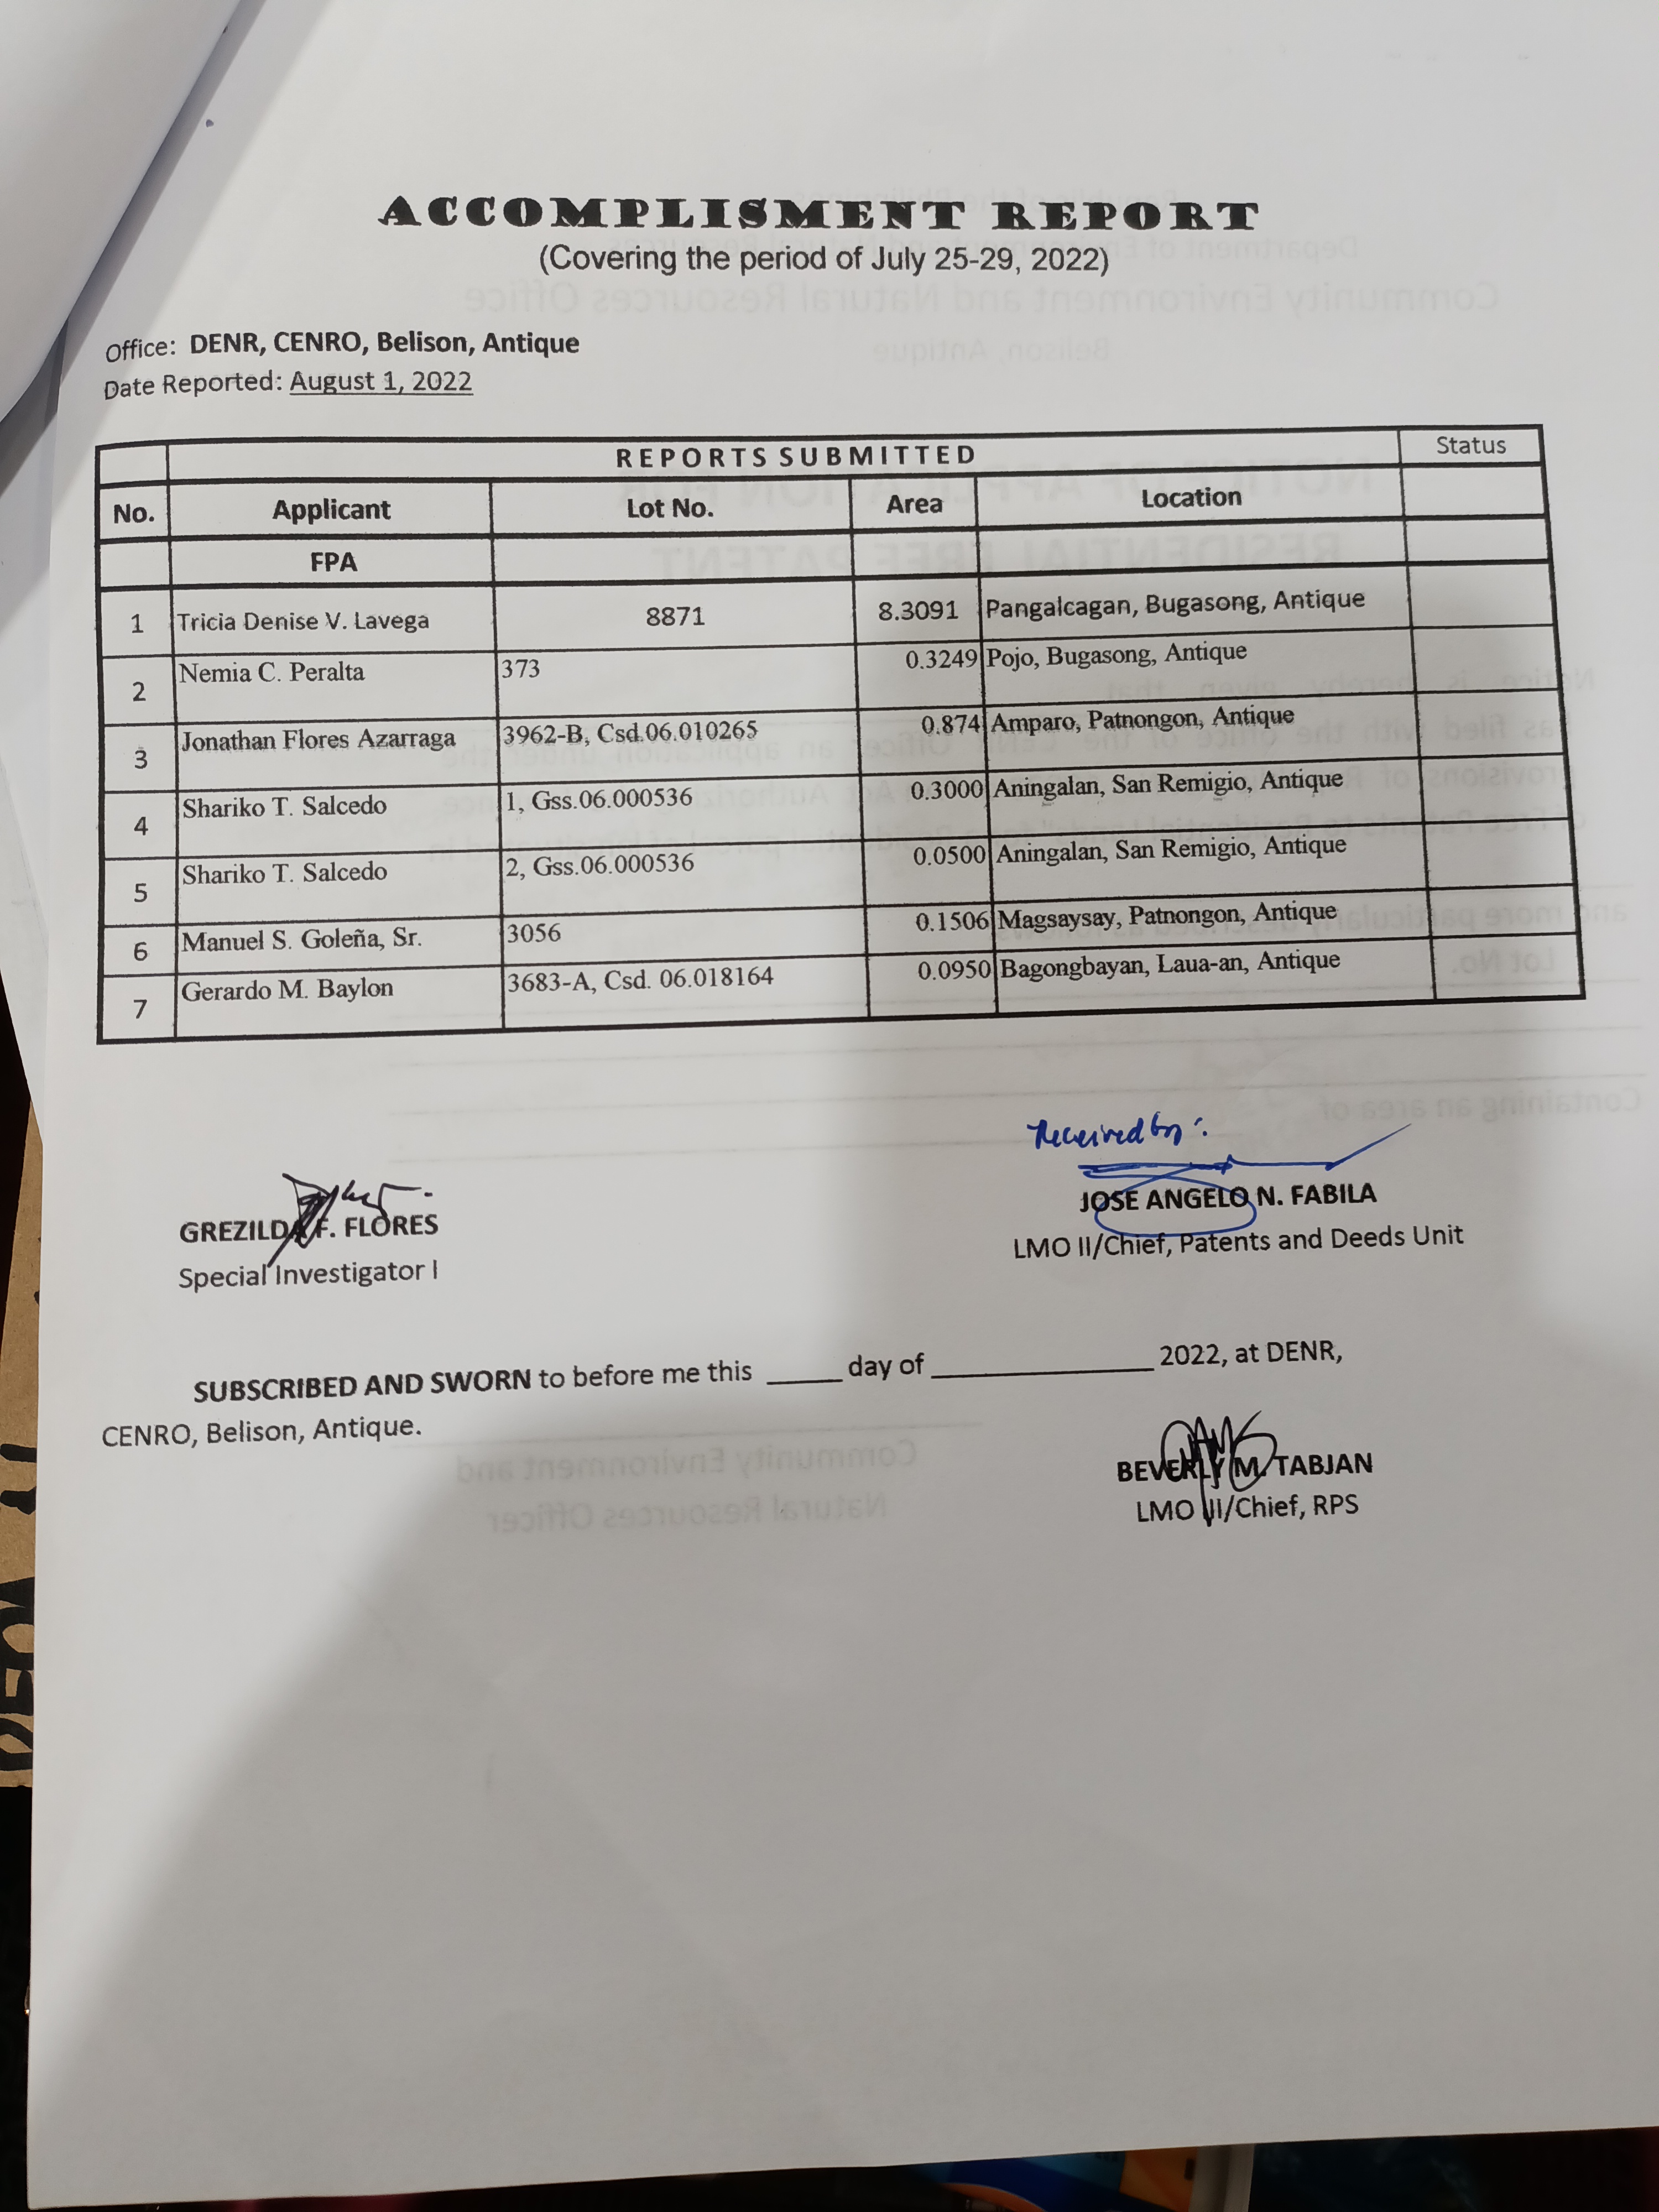 ACCOMPLISMENT REPORT
(Covering the period of July 25-29, 2022)
Office: DENR, CENRO, Belison, Antique
Date Reported: August 1, 2022
REPORTS SUBMITTED Status
No. Applicant Lot No. Area Location
FPA
1 Tricia Denise V. Lavega 8871 8.3091 Pangalcagan, Bugasong, Antique
2 Nemia C. Peralta 373 0.3249 Pojo, Bugasong, Antique
3 Jonathan Flores Azarraga 3962-B, Csd.06.010265 0.874 Amparo, Patnongon, Antique
4 Shariko T. Salcedo 1, Gss.06.000536 0.3000 Aningalan, San Remigio, Antique
5 Shariko T. Salcedo 2, Gss.06.000536 0.0500 Aningalan, San Remigio, Antique
6 Manuel S. Goleña, Sr. 3056 0.1506 Magsaysay, Patnongon, Antique
7 Gerardo M. Baylon 3683-A, Csd. 06.018164 0.0950 Bagongbayan, Laua-an, Antique
Received by:
GREZILDA F. FLORES
Special Investigator I
JOSE ANGELO N. FABILA
LMO II/Chief, Patents and Deeds Unit
SUBSCRIBED AND SWORN to before me this _____ day of ______________ 2022, at DENR,
CENRO, Belison, Antique.
BEVERLY M. TABJAN
LMO III/Chief, RPS